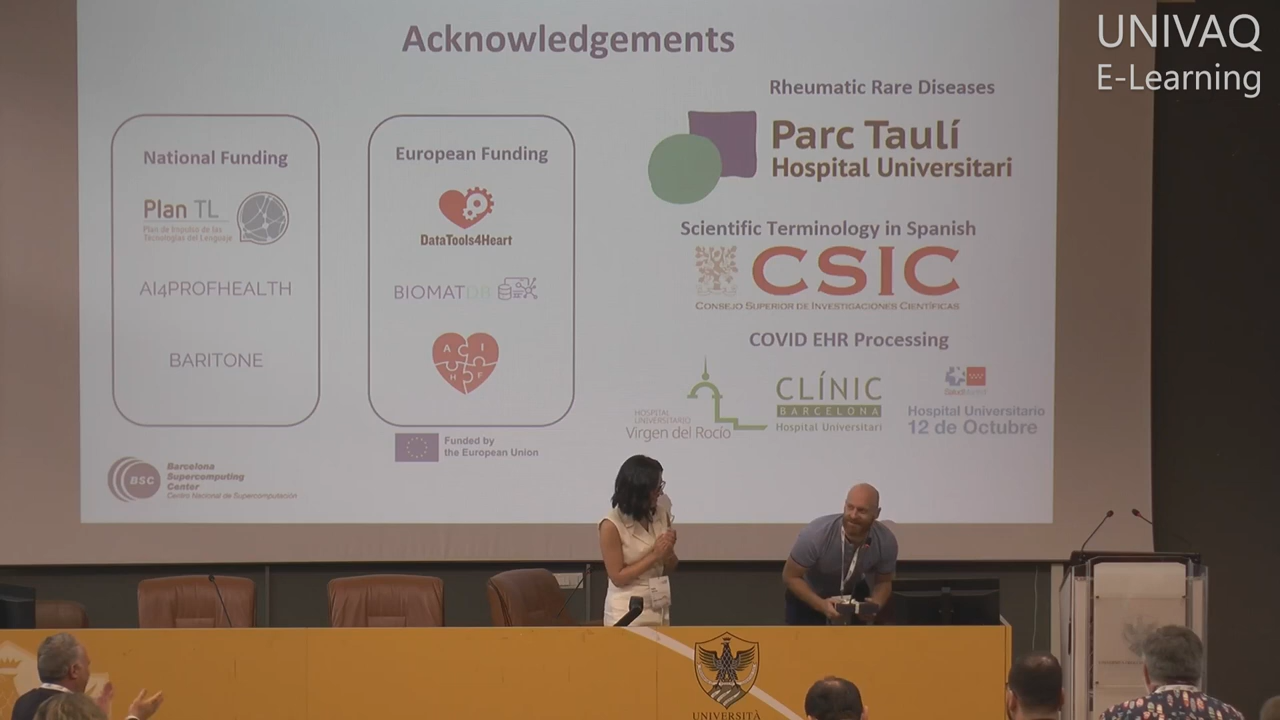 UNIVAQ
E-Learning
Acknowledgements
National Funding
Plan TL
Plan de Impulso de las
Tecnologías del Lenguaje
AI4PROFHEALTH
BARITONE
European Funding
DataTools4Heart
BIOMATDB
A I
H F
Funded by
the European Union
BSC
Barcelona
Supercomputing
Center
Centro Nacional de Supercomputación
Rheumatic Rare Diseases
Parc Taulí
Hospital Universitari
Scientific Terminology in Spanish
CSIC
CONSEJO SUPERIOR DE INVESTIGACIONES CIENTÍFICAS
COVID EHR Processing
HOSPITAL
UNIVERSITARIO
Virgen del Rocío
CLÍNIC
BARCELONA
Hospital Universitari
Hospital Universitario
12 de Octubre
UNIVERSITÀ